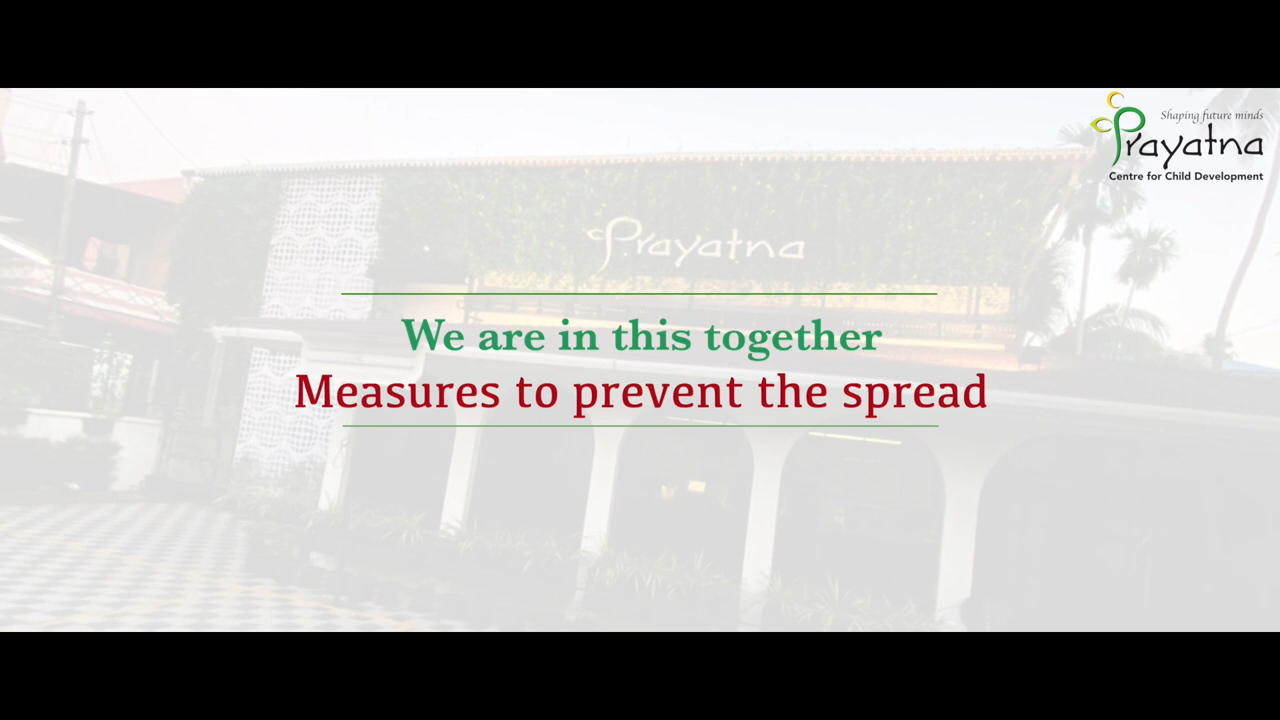 Shaping future minds
Prayatna
Centre for Child Development
Prayatna
We are in this together
Measures to prevent the spread